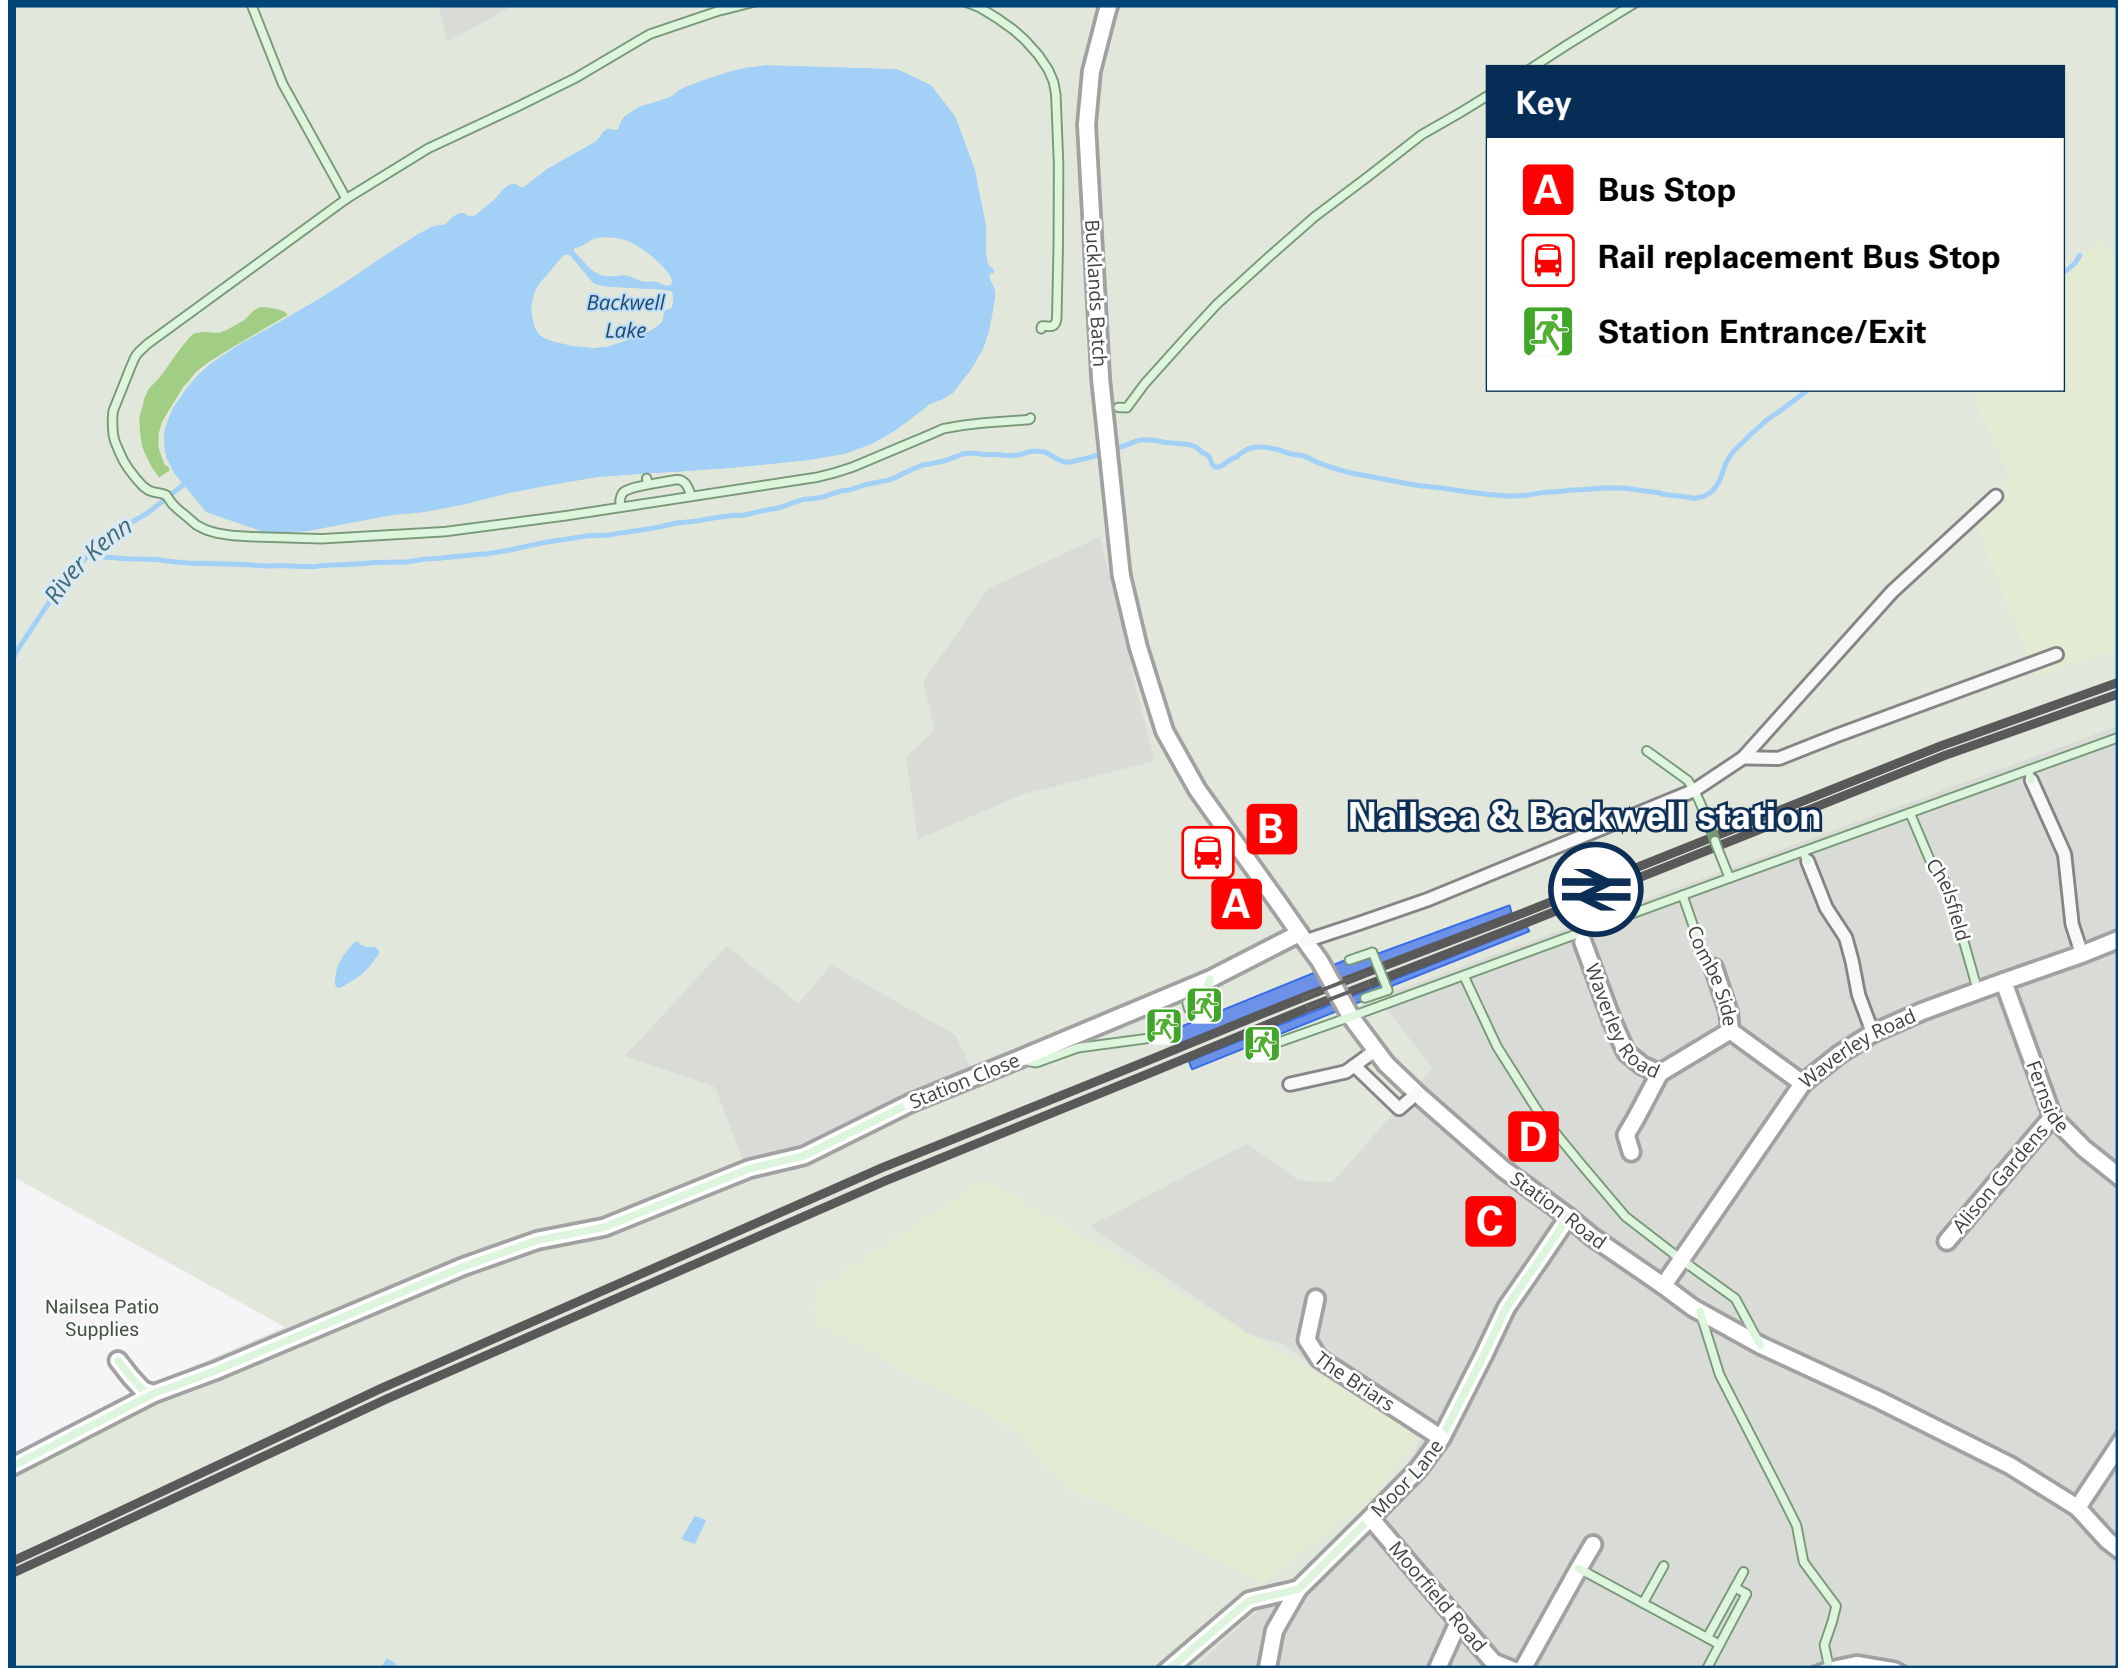 Key
A
Bus Stop
Rail replacement Bus Stop
Station Entrance/Exit
Bucklands Batch
Backwell
Lake
River Kenn
B
A
Nailsea & Backwell station
Chelsfield
Combe Side
Waverley Road
Waverley Road
Fernside
Alison Gardens
Station Close
D
C
Station Road
Nailsea Patio
Supplies
The Briars
Moor Lane
Moorfield Road